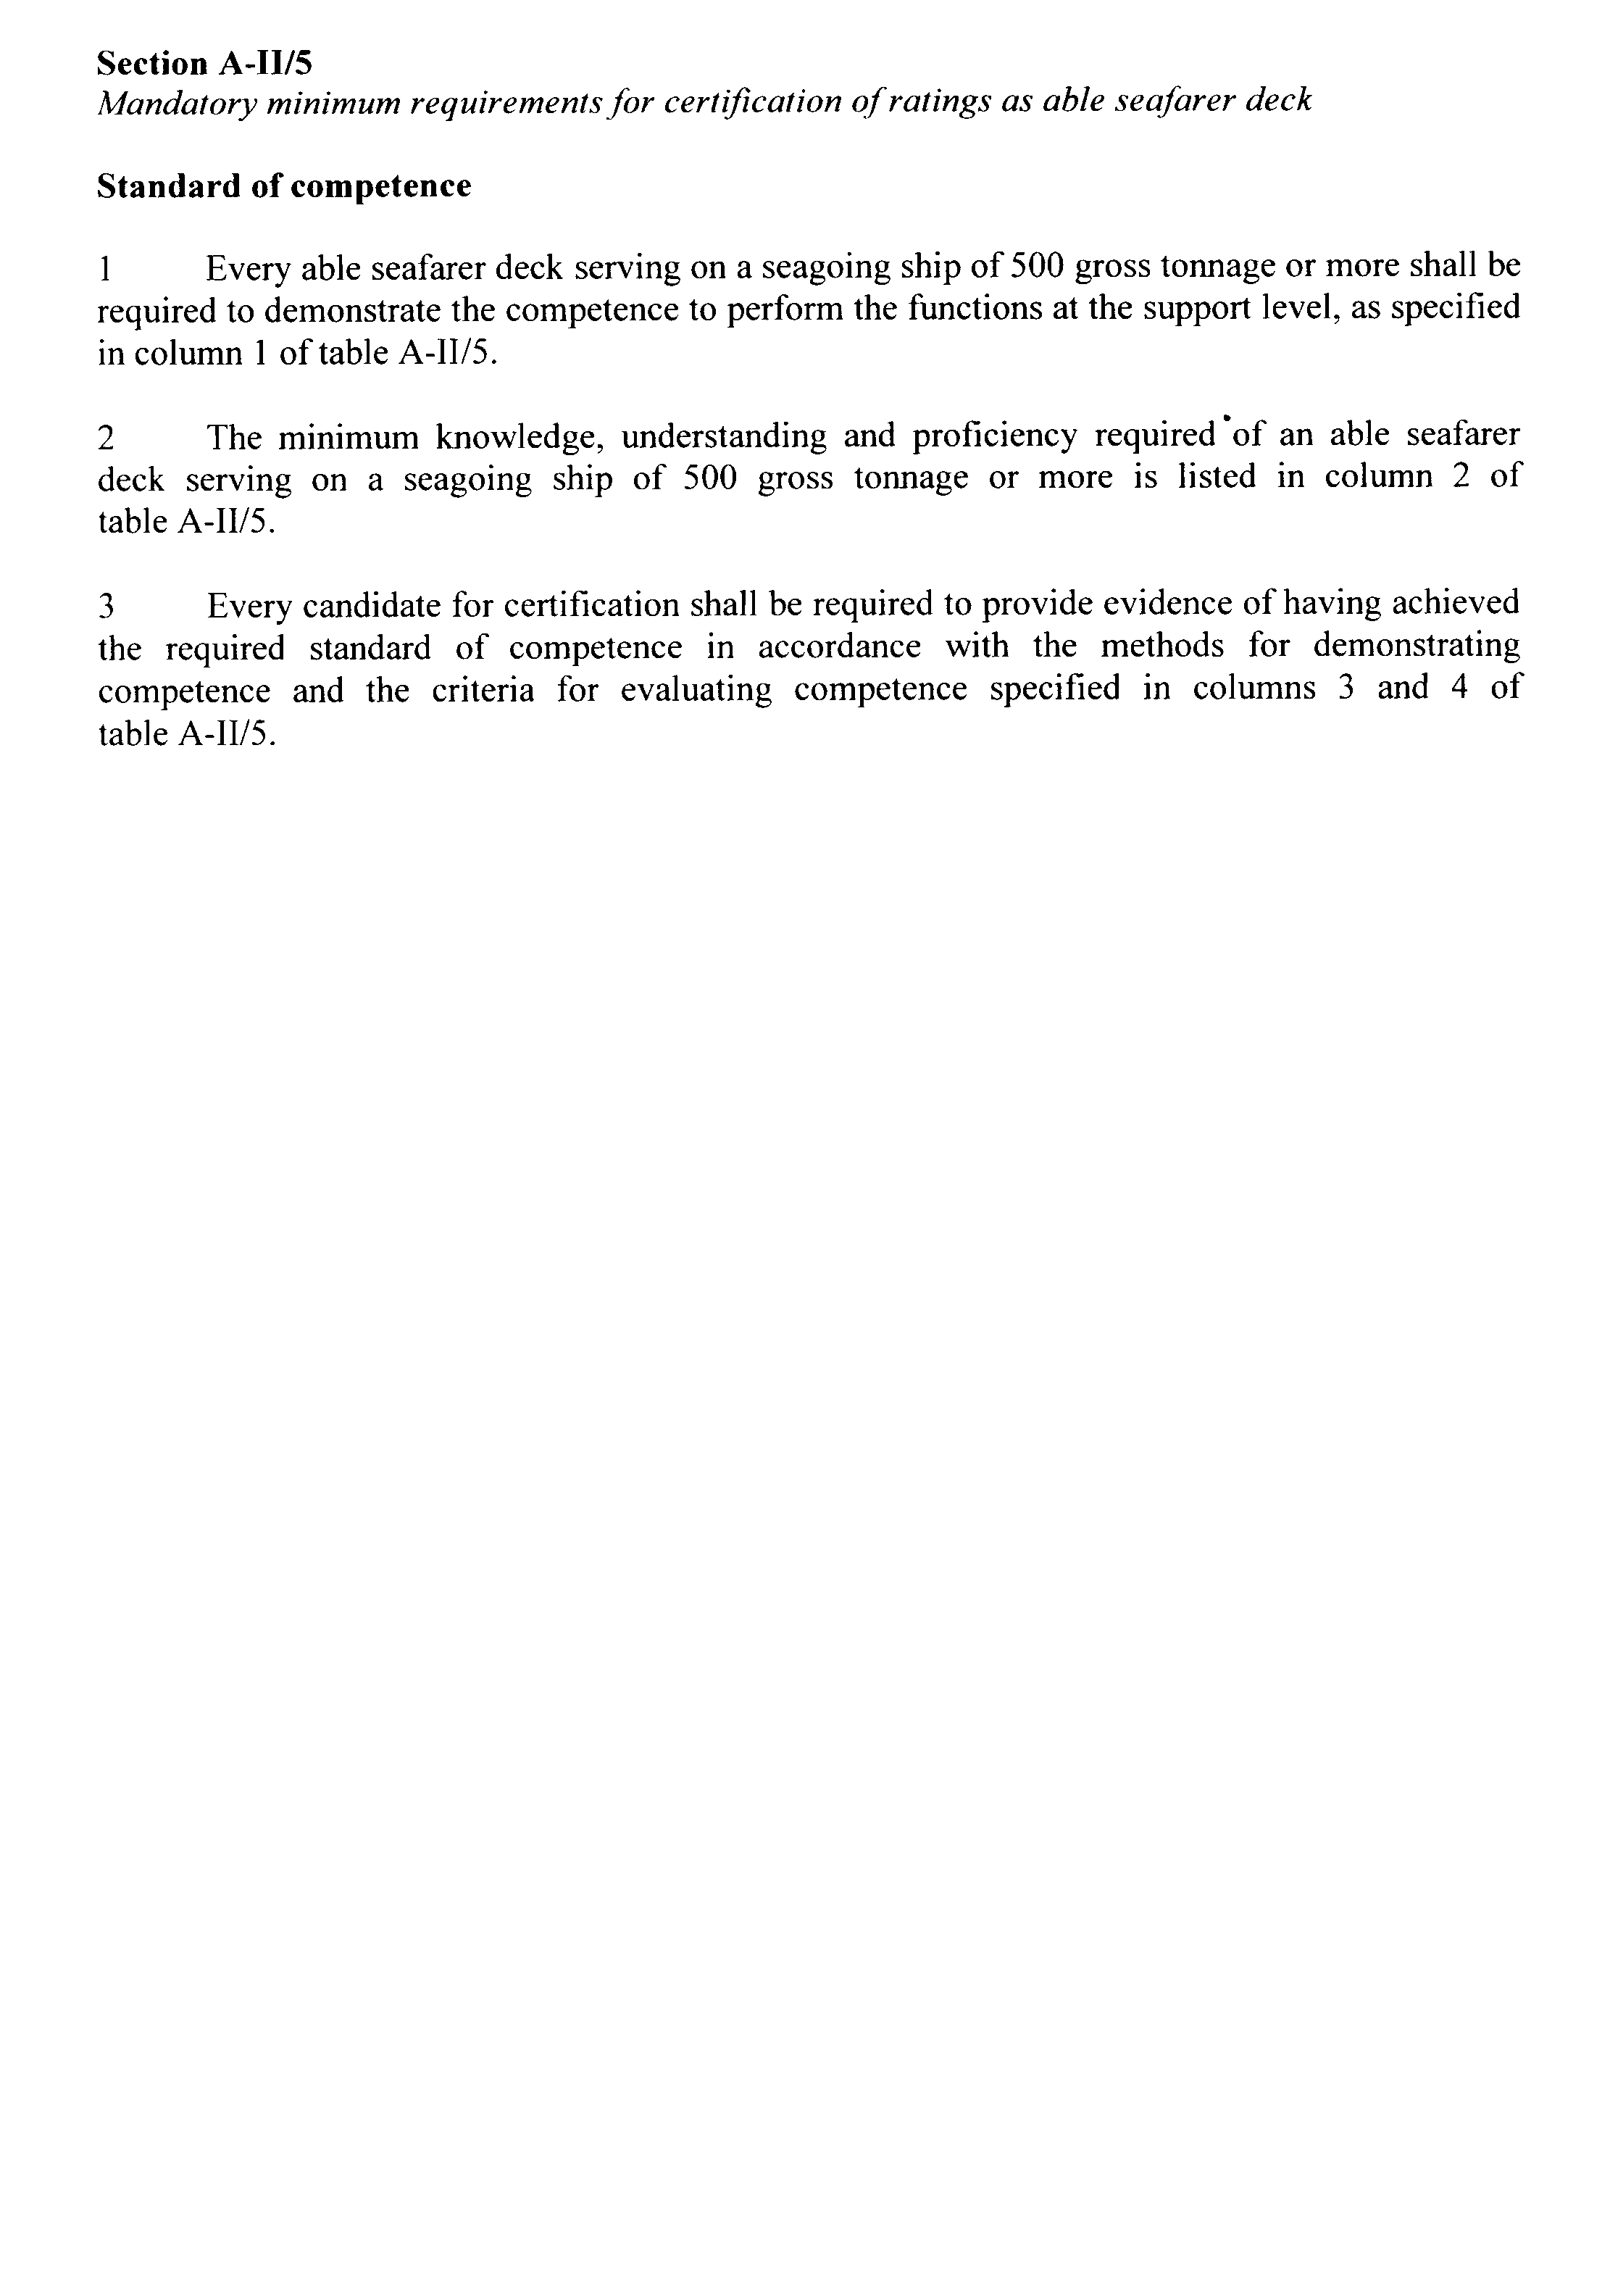 Section A-II/5
Mandatory minimum requirements for certification of ratings as able seafarer deck
Standard of competence
1 Every able seafarer deck serving on a seagoing ship of 500 gross tonnage or more shall be
required to demonstrate the competence to perform the functions at the support level, as specified
in column 1 of table A-II/5.
2 The minimum knowledge, understanding and proficiency required of an able seafarer
deck serving on a seagoing ship of 500 gross tonnage or more is listed in column 2 of
table A-II/5.
3 Every candidate for certification shall be required to provide evidence of having achieved
the required standard of competence in accordance with the methods for demonstrating
competence and the criteria for evaluating competence specified in columns 3 and 4 of
table A-II/5.